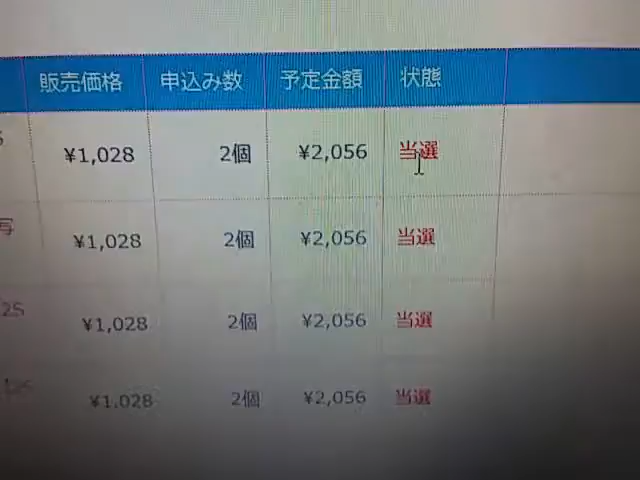 販売価格 申込み数 予定金額 状態
¥1,028 2個 ¥2,056 当選
写 ¥1,028 2個 ¥2,056 当選
25 ¥1,028 2個 ¥2,056 当選
¥1,028 2個 ¥2,056 当選